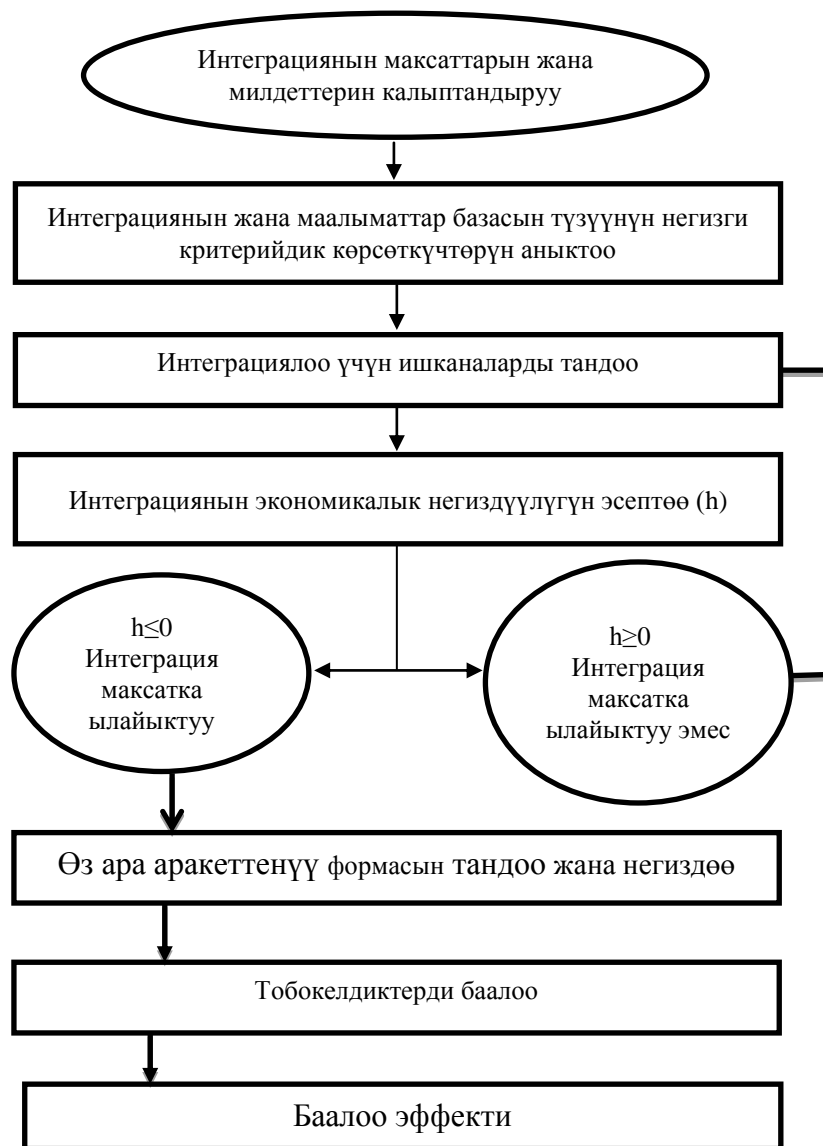 Интеграциянын максаттарын жана
милдеттерин калыптандыруу
Интеграциянын жана маалыматтар базасын түзүүнүн негизги
критерийдик көрсөткүчтөрүн аныктоо
Интеграциялоо үчүн ишканаларды тандоо
Интеграциянын экономикалык негиздүүлүгүн эсептөө (h)
h≤0
Интеграция
максатка
ылайыктуу
h≥0
Интеграция
максатка
ылайыктуу эмес
Өз ара аракеттенүү формасын тандоо жана негиздөө
Тобокелдиктерди баалоо
Баалоо эффекти